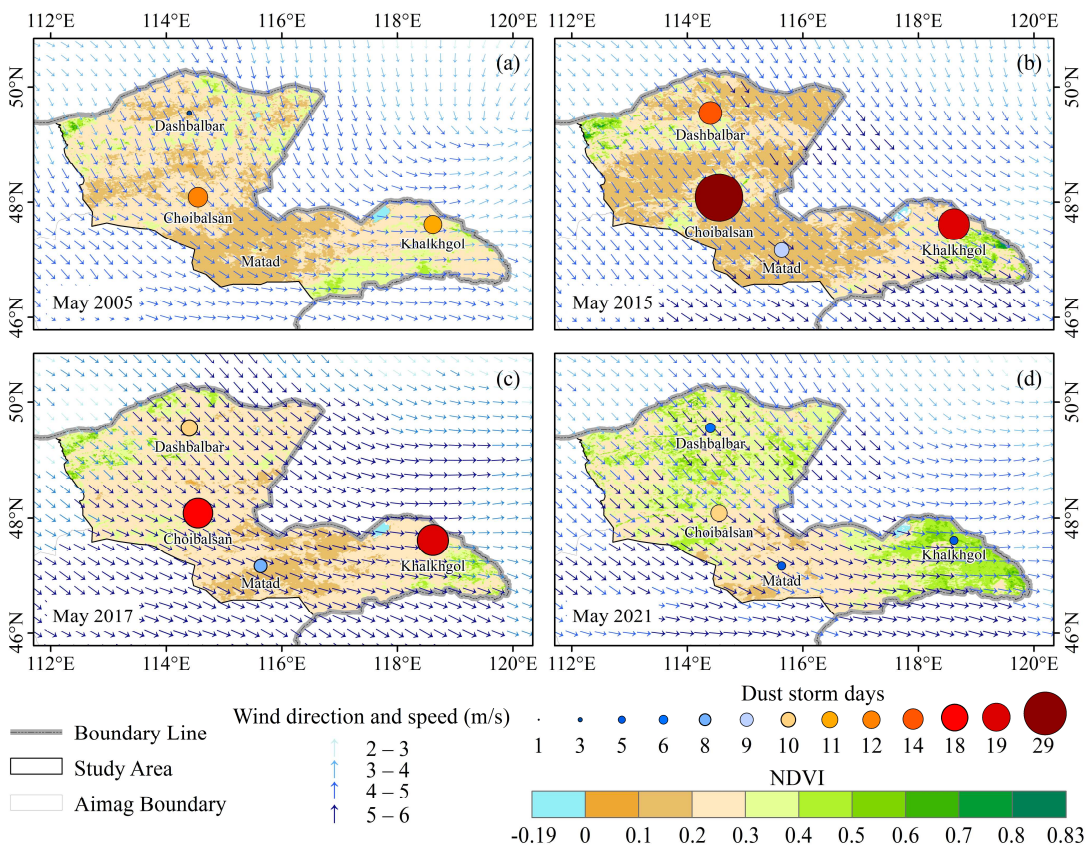 112°E 114°E 116°E 118°E 120°E 112°E 114°E 116°E 118°E 120°E
50°N 48°N 46°N
(a)
Dashbalbar
Choibalsan
Khalkhgol
Matad
May 2005
(b)
Dashbalbar
Choibalsan
Khalkhgol
Matad
May 2015
50°N 48°N 46°N
(c)
Dashbalbar
Choibalsan
Khalkhgol
Matad
May 2017
50°N 48°N 46°N
(d)
Dashbalbar
Choibalsan
Khalkhgol
Matad
May 2021
50°N 48°N 46°N
112°E 114°E 116°E 118°E 120°E 112°E 114°E 116°E 118°E 120°E
Boundary Line
Study Area
Aimag Boundary
Wind direction and speed (m/s)
2 – 3
3 – 4
4 – 5
5 – 6
Dust storm days
1 3 5 6 8 9 10 11 12 14 18 19 29
NDVI
-0.19 0 0.1 0.2 0.3 0.4 0.5 0.6 0.7 0.8 0.83